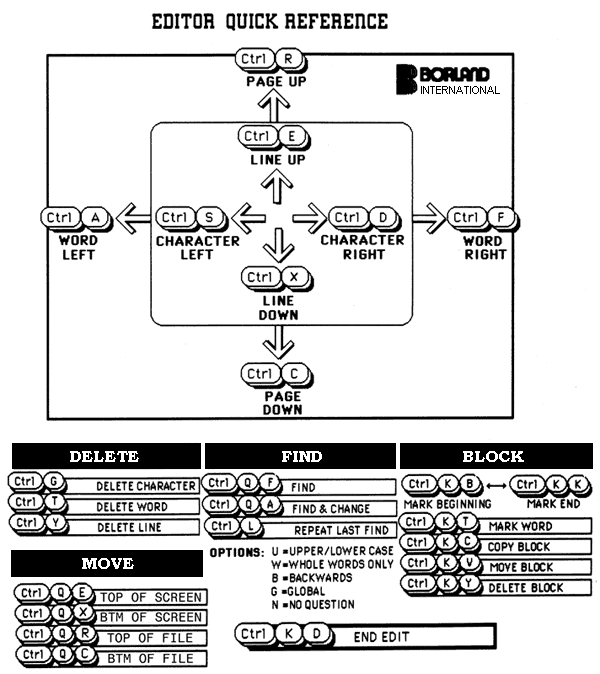 EDITOR QUICK REFERENCE
Ctrl R
PAGE UP
BORLAND
INTERNATIONAL
Ctrl E
LINE UP
Ctrl A
WORD
LEFT
Ctrl S
CHARACTER
LEFT
Ctrl D
CHARACTER
RIGHT
Ctrl F
WORD
RIGHT
Ctrl X
LINE
DOWN
Ctrl C
PAGE
DOWN
DELETE
Ctrl G DELETE CHARACTER
Ctrl T DELETE WORD
Ctrl Y DELETE LINE
MOVE
Ctrl Q E TOP OF SCREEN
Ctrl Q X BTM OF SCREEN
Ctrl Q R TOP OF FILE
Ctrl Q C BTM OF FILE
FIND
Ctrl Q F FIND
Ctrl Q A FIND & CHANGE
Ctrl L REPEAT LAST FIND
OPTIONS: U =UPPER/LOWER CASE
W=WHOLE WORDS ONLY
B =BACKWARDS
G =GLOBAL
N =NO QUESTION
BLOCK
Ctrl K B ↔ Ctrl K K
MARK BEGINNING MARK END
Ctrl K T MARK WORD
Ctrl K C COPY BLOCK
Ctrl K V MOVE BLOCK
Ctrl K Y DELETE BLOCK
Ctrl K D END EDIT